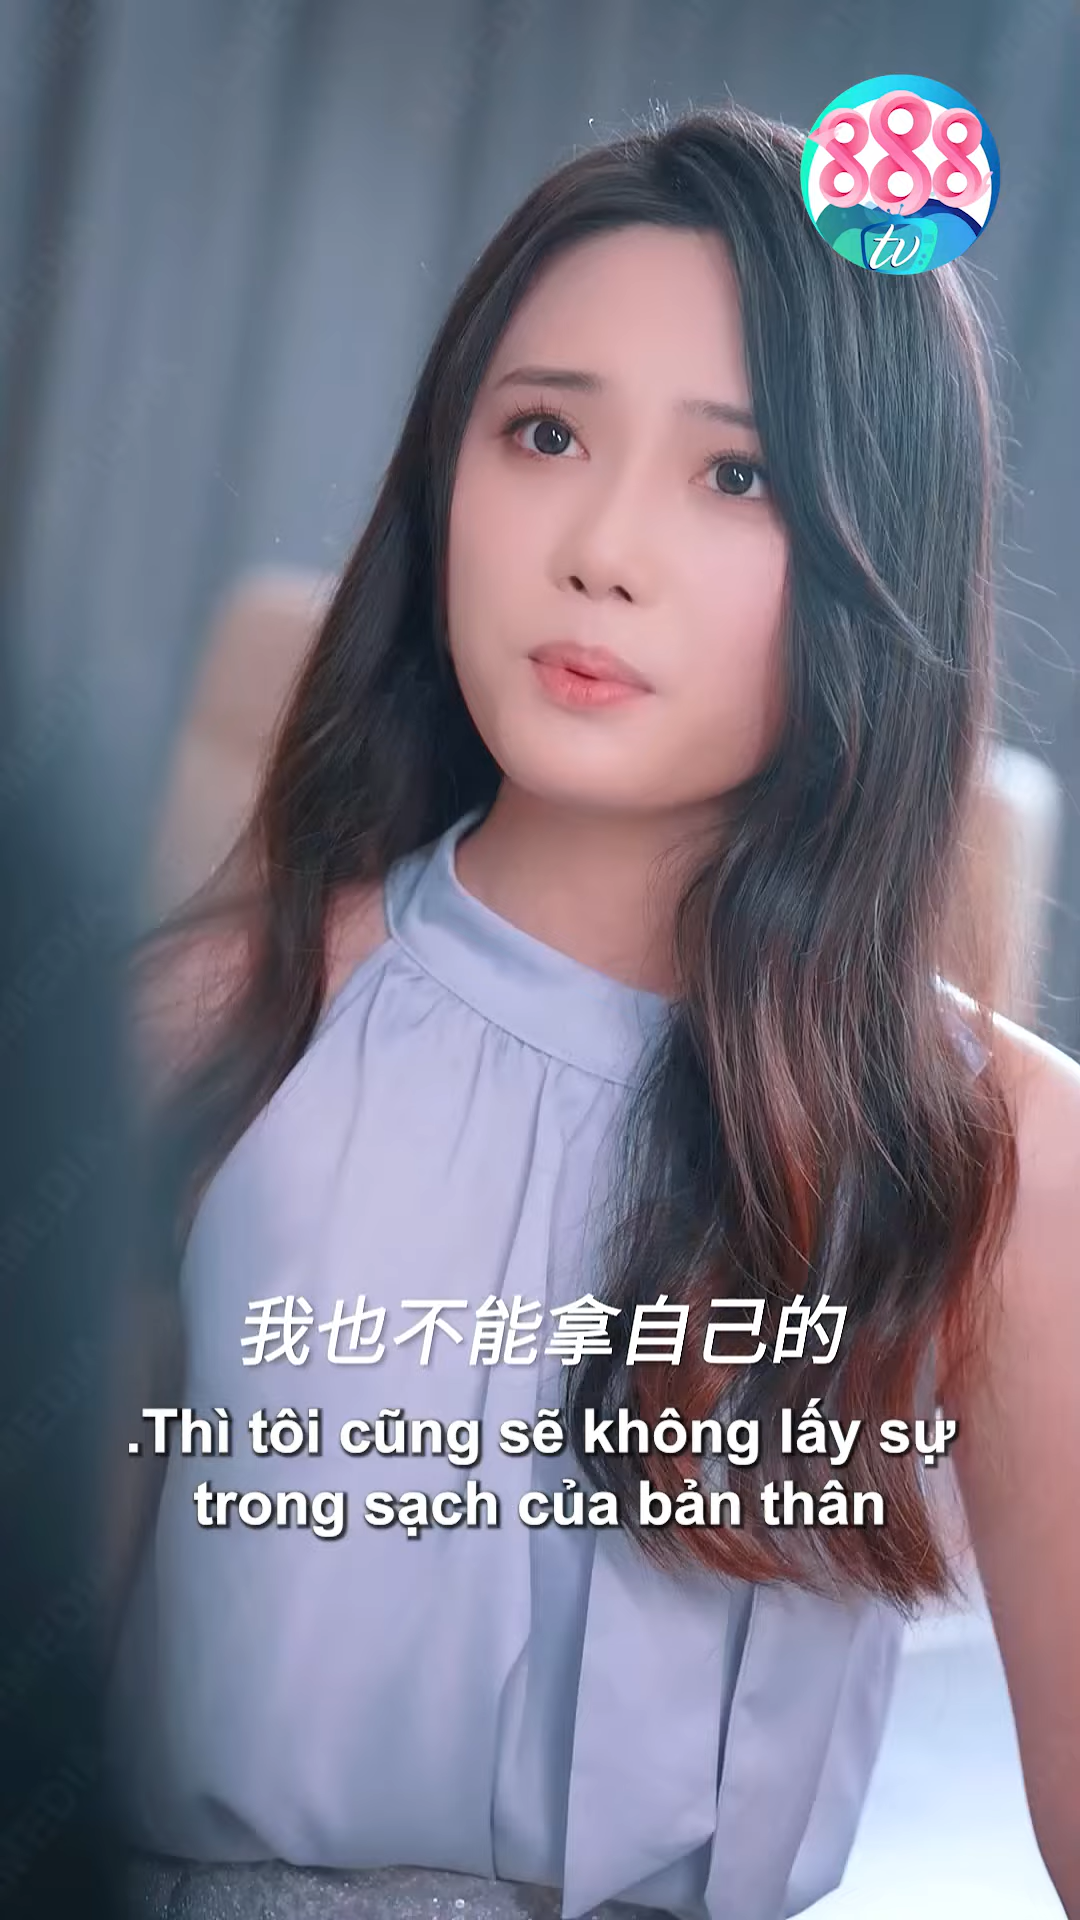 888
tv
我也不能拿自己的
.Thì tôi cũng sẽ không lấy sự
trong sạch của bản thân